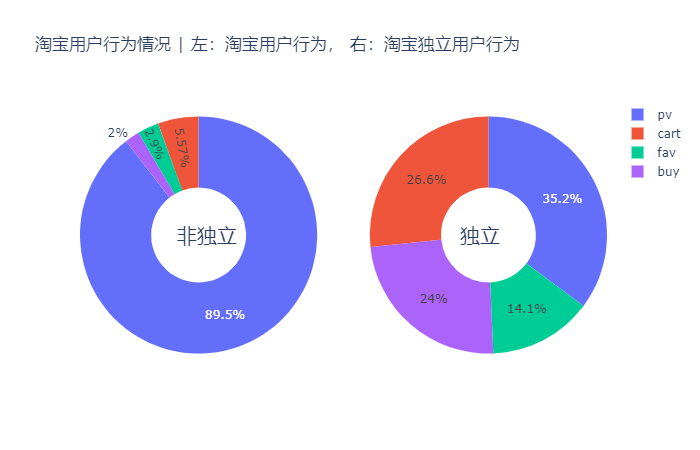 淘宝用户行为情况 | 左：淘宝用户行为， 右：淘宝独立用户行为
pv
cart
fav
buy
2%
2.9%
5.57%
89.5%
非独立
26.6%
35.2%
24%
14.1%
独立